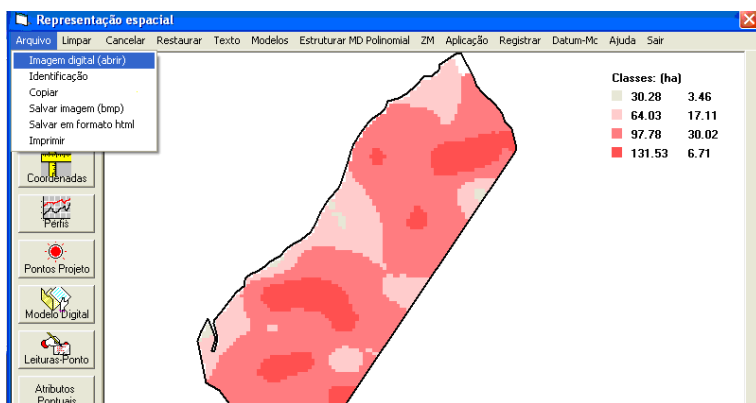 Representação espacial
Arquivo Limpar Cancelar Restaurar Texto Modelos Estruturar MD Polinomial ZM Aplicação Registrar Datum-Mc Ajuda Sair
Imagem digital (abrir)
Identificação
Copiar
Salvar imagem (bmp)
Salvar em formato html
Imprimir
Coordenadas
Pérfis
Pontos Projeto
Modelo Digital
Leituras-Ponto
Atributos
Pontuais
Classes: (ha)
30.28 3.46
64.03 17.11
97.78 30.02
131.53 6.71